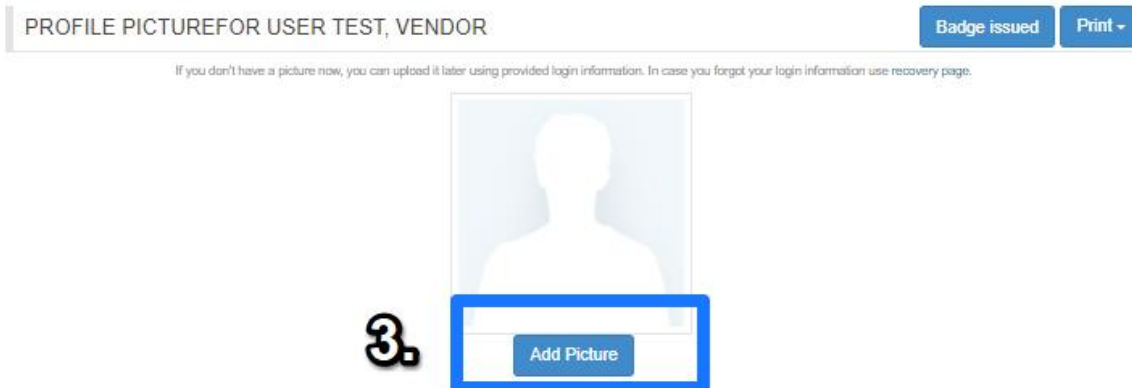 PROFILE PICTUREFOR USER TEST, VENDOR
Badge issued
Print
If you don't have a picture now, you can upload it later using provided login information. In case you forgot your login information use recovery page.
3.
Add Picture